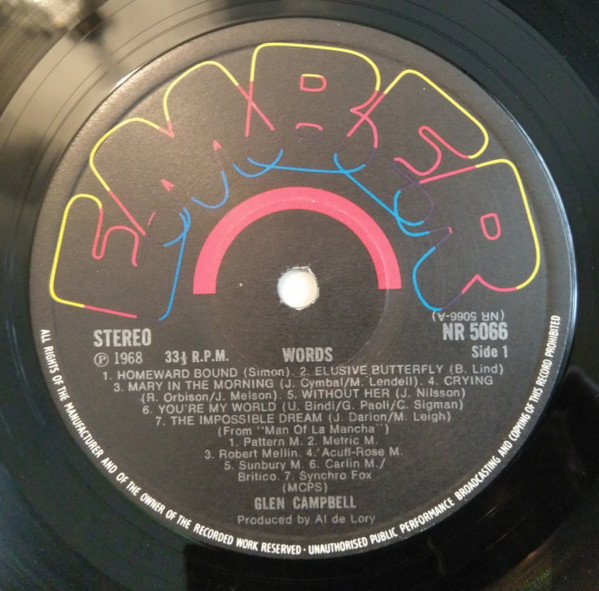 EMBER
(NR 5066-A)
STEREO
NR 5066
℗ 1968
33⅓ R.P.M.
WORDS
Side 1
1. HOMEWARD BOUND (Simon). 2. ELUSIVE BUTTERFLY (B. Lind)
3. MARY IN THE MORNING (J. Cymbal/M. Lendell). 4. CRYING
(R. Orbison/J. Melson). 5. WITHOUT HER (J. Nilsson)
6. YOU'RE MY WORLD (U. Bindi/G. Paoli/C. Sigman)
7. THE IMPOSSIBLE DREAM (J. Darion/M. Leigh)
(From "Man Of La Mancha")
1. Pattern M. 2. Metric M.
3. Robert Mellin. 4. Acuff-Rose M.
5. Sunbury M. 6. Carlin M./
Britico. 7. Synchro Fox
(MCPS)
GLEN CAMPBELL
Produced by Al de Lory
ALL RIGHTS OF THE MANUFACTURER AND OF THE OWNER OF THE RECORDED WORK RESERVED · UNAUTHORISED PUBLIC PERFORMANCE BROADCASTING AND COPYING OF THIS RECORD PROHIBITED